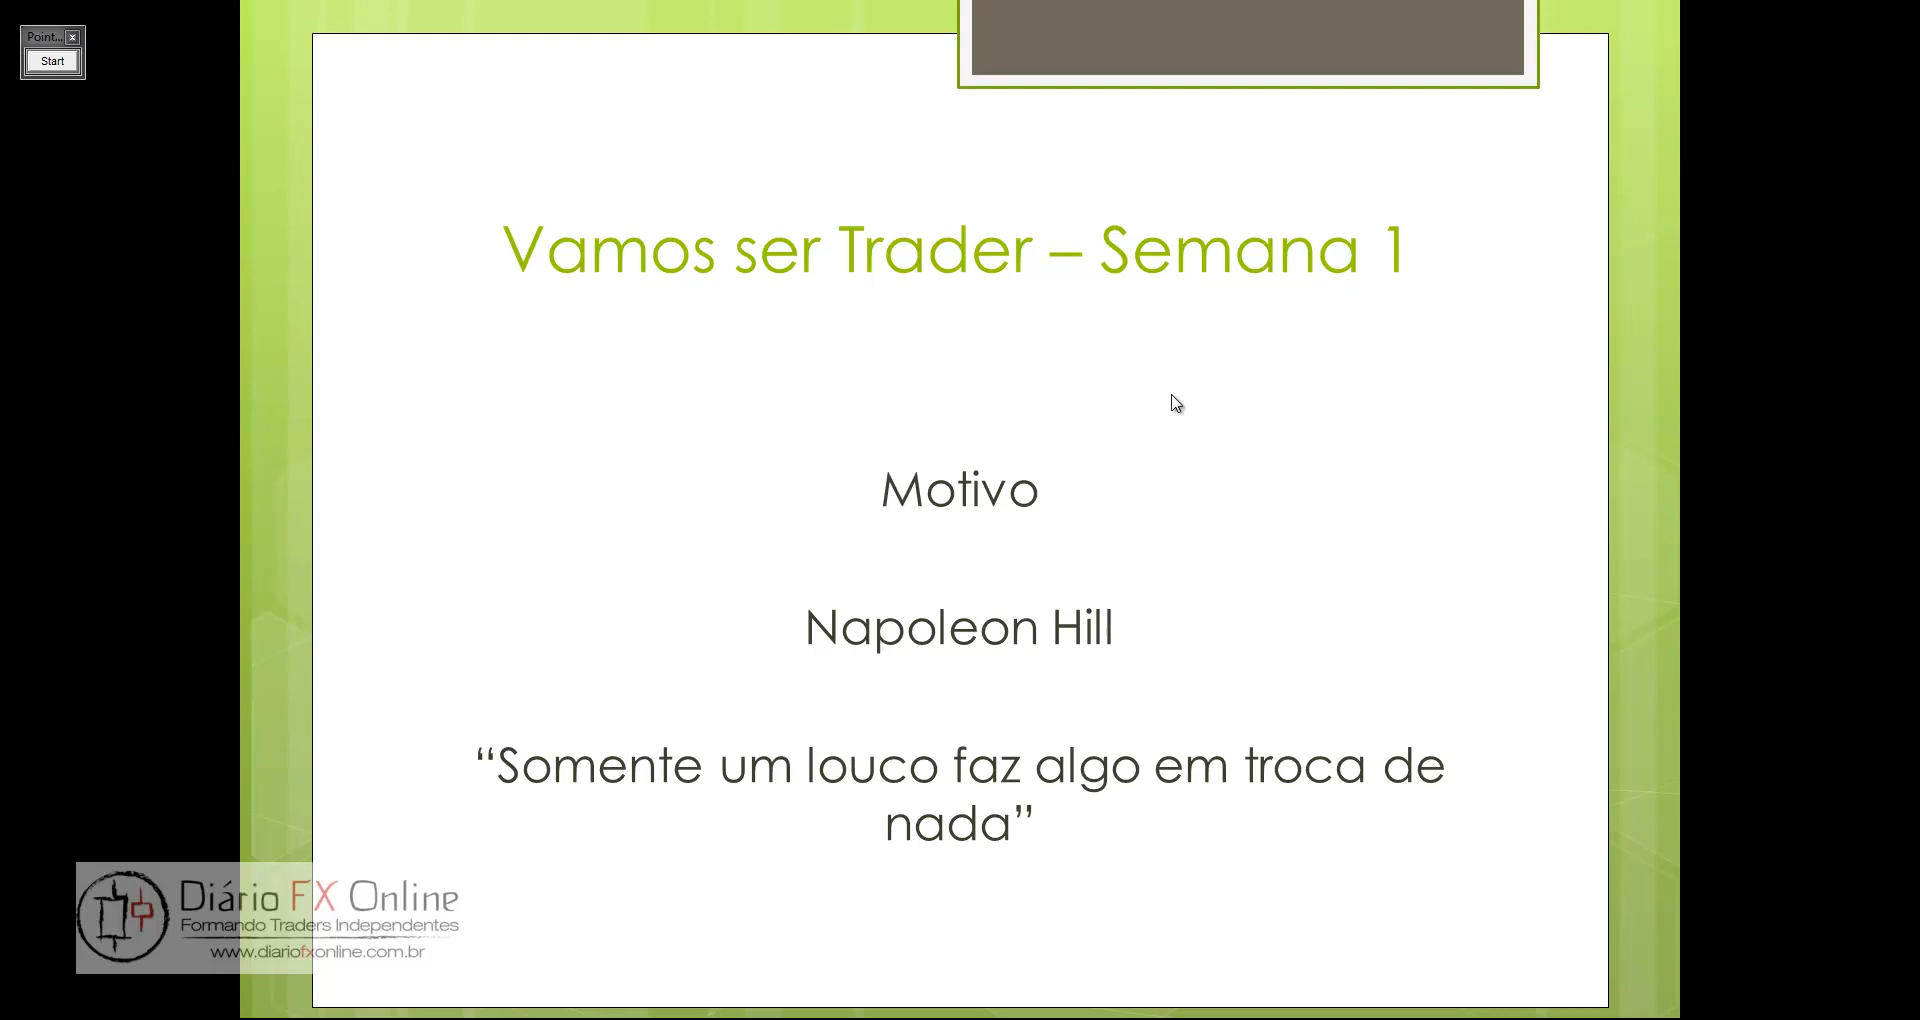 Point...
Start
Vamos ser Trader – Semana 1
Motivo
Napoleon Hill
“Somente um louco faz algo em troca de
nada”
Diário FX Online
Formando Traders Independentes
www.diariofxonline.com.br